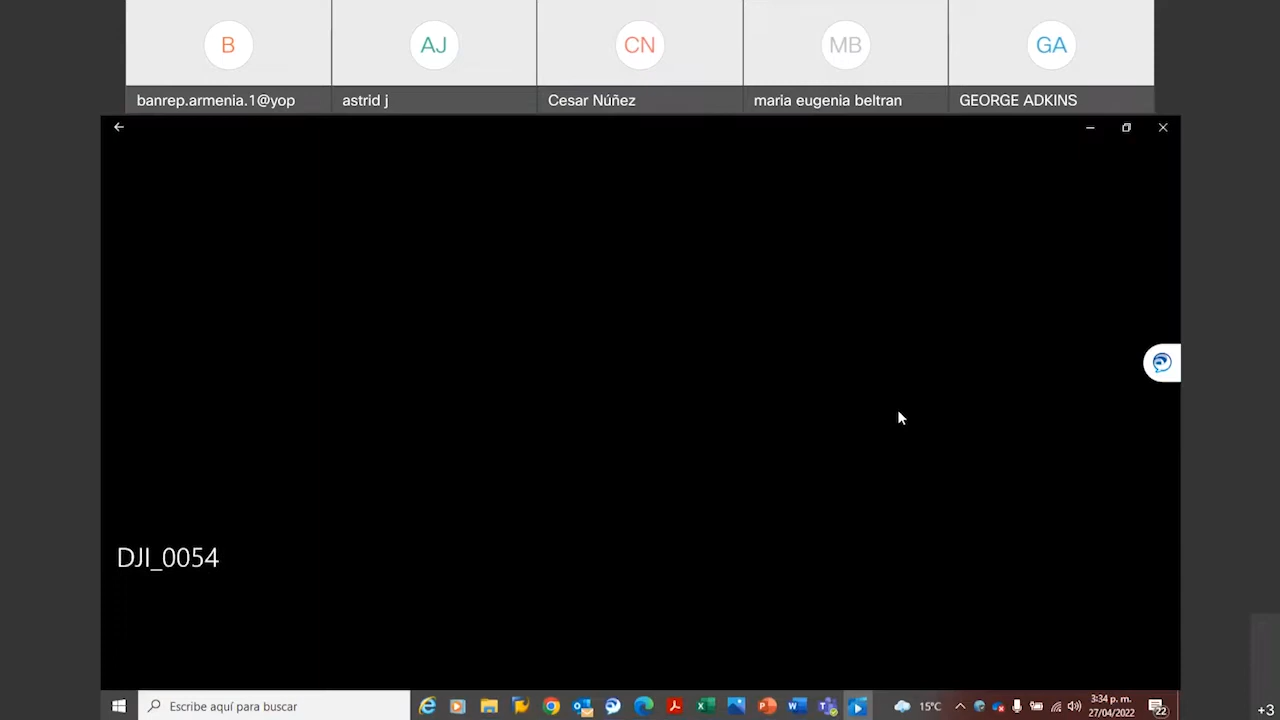 B
AJ
CN
MB
GA
banrep.armenia.1@yop
astrid j
Cesar Núñez
maria eugenia beltran
GEORGE ADKINS
DJI_0054
Escribe aquí para buscar
15°C
3:34 p. m.
27/04/2022
22
+3